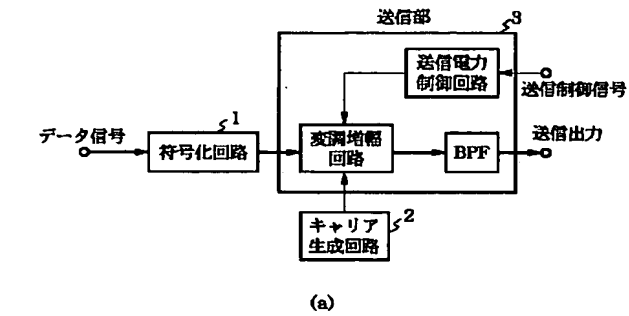 送信部
3
送信電力
制御回路
送信制御信号
データ信号
1
符号化回路
変調増幅
回路
BPF
送信出力
キャリア
生成回路
2
(a)